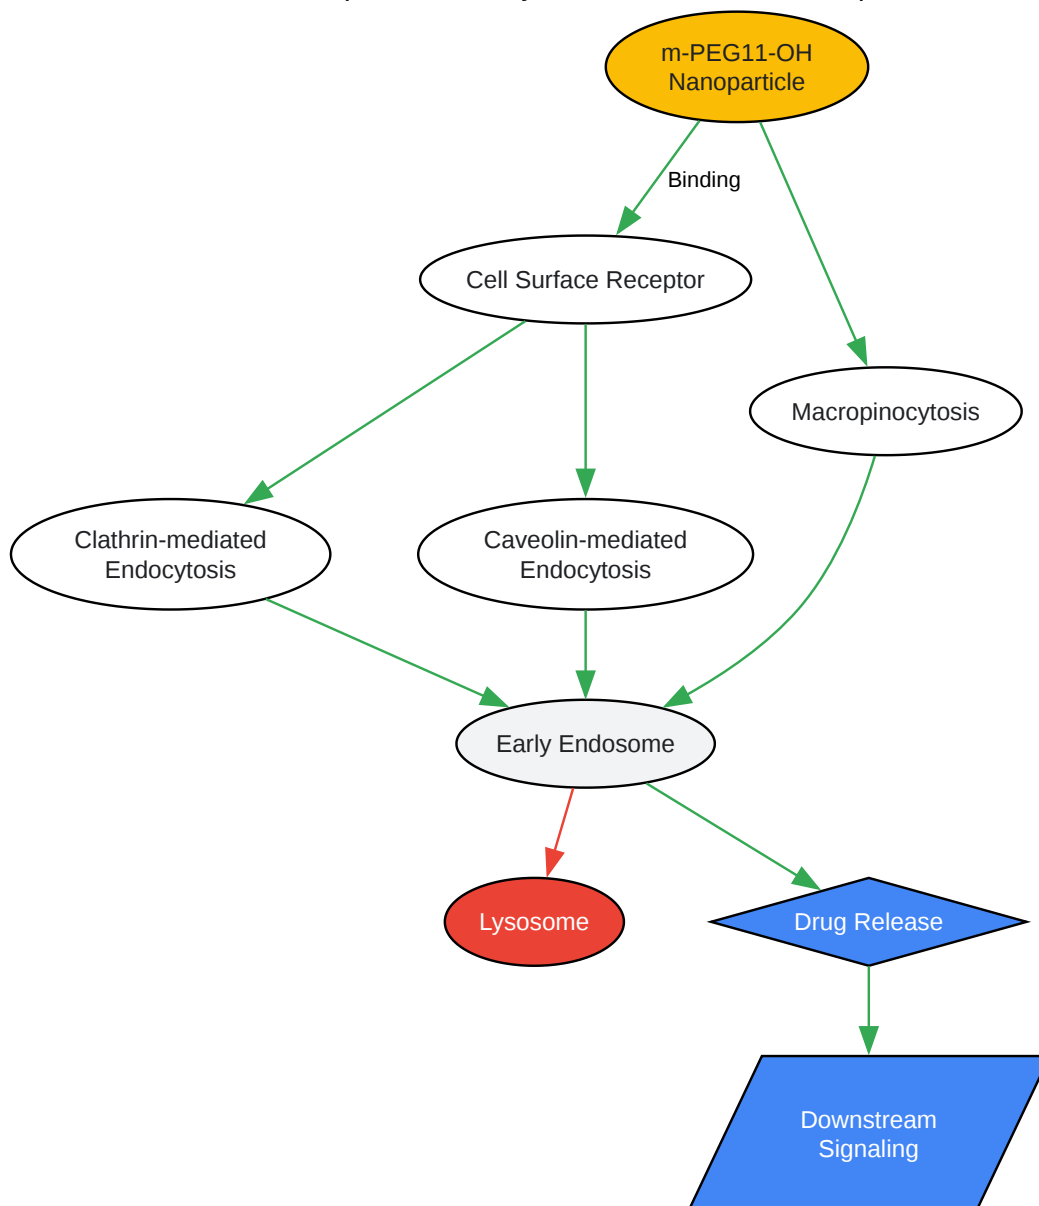 m-PEG11-OH
Nanoparticle
Binding
Cell Surface Receptor
Macropinocytosis
Clathrin-mediated
Endocytosis
Caveolin-mediated
Endocytosis
Early Endosome
Lysosome
Drug Release
Downstream
Signaling